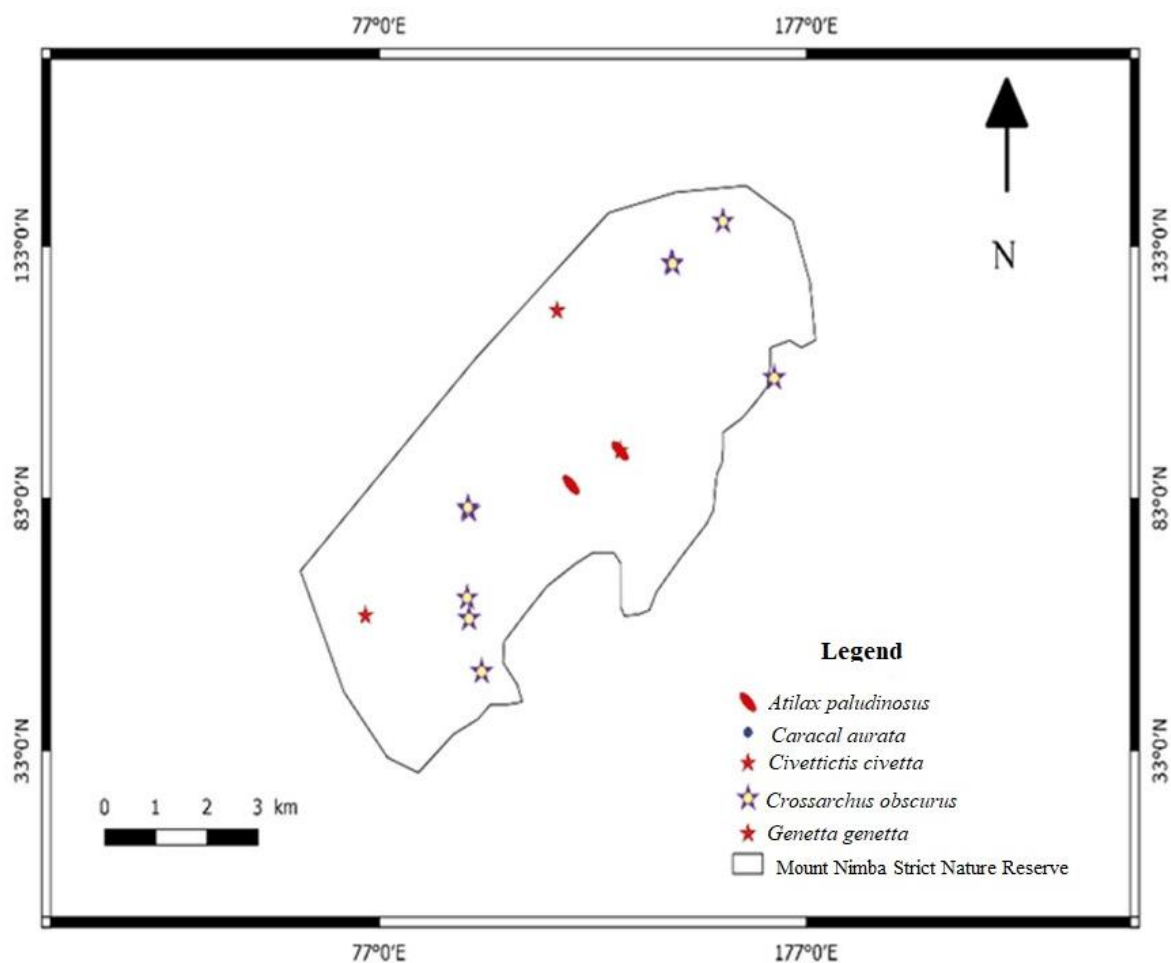 77°0′E 177°0′E
133°0′N 133°0′N
N
83°0′N 83°0′N
Legend
Atilax paludinosus
Caracal aurata
Civettictis civetta
Crossarchus obscurus
Genetta genetta
Mount Nimba Strict Nature Reserve
33°0′N 33°0′N
0 1 2 3 km
77°0′E 177°0′E